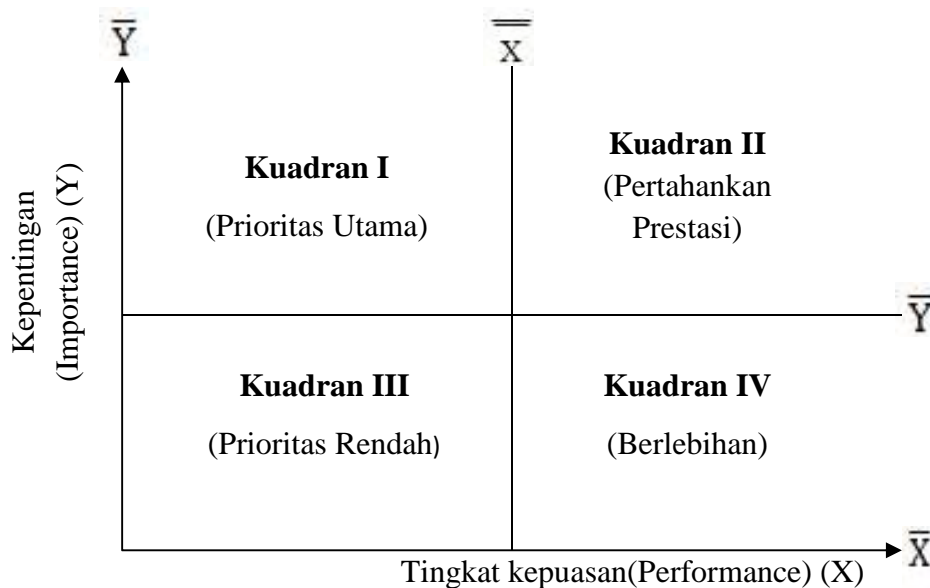 Y̅
X̿
Kuadran I
(Prioritas Utama)
Kuadran II
(Pertahankan
Prestasi)
Kepentingan
(Importance) (Y)
Y̅
Kuadran III
(Prioritas Rendah)
Kuadran IV
(Berlebihan)
X̅
Tingkat kepuasan(Performance) (X)